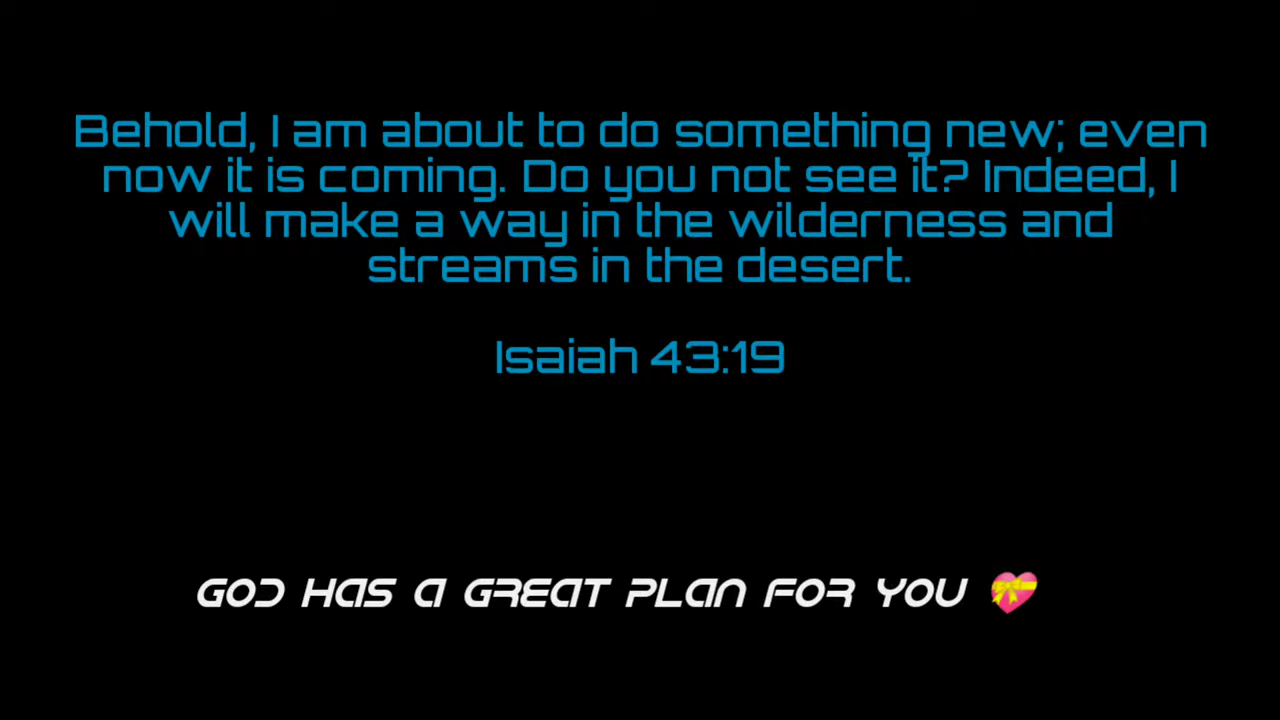 Behold, I am about to do something new; even
now it is coming. Do you not see it? Indeed, I
will make a way in the wilderness and
streams in the desert.
Isaiah 43:19
GOD HAS A GREAT PLAN FOR YOU 💝